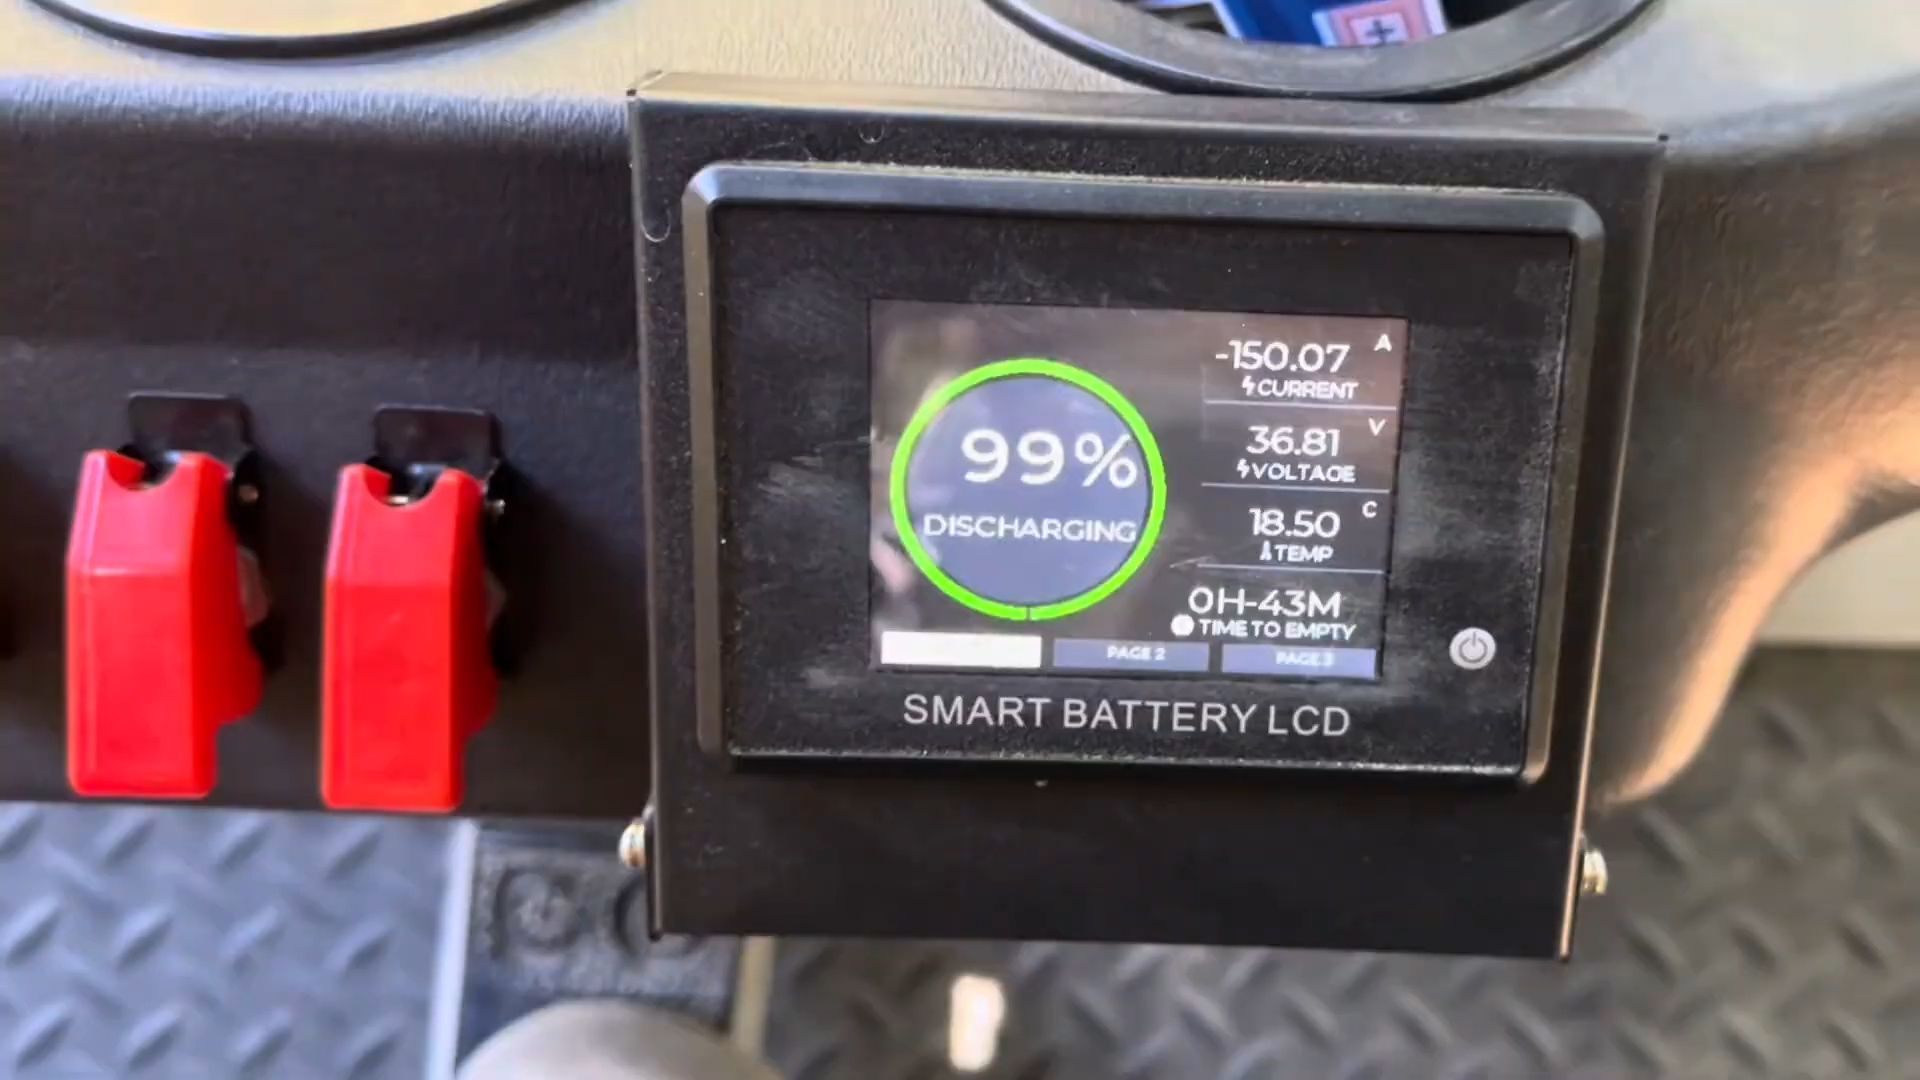 99%
DISCHARGING
-150.07 A
CURRENT
36.81 V
VOLTAGE
18.50 C
TEMP
0H-43M
TIME TO EMPTY
PAGE 2
PAGE 3
SMART BATTERY LCD